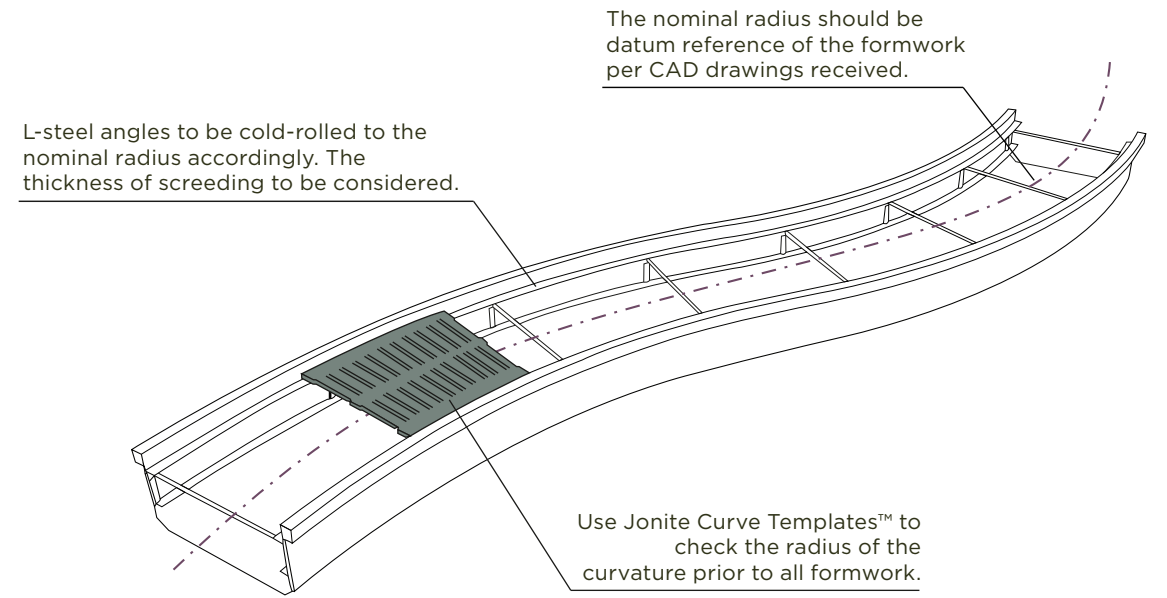 The nominal radius should be
datum reference of the formwork
per CAD drawings received.
L-steel angles to be cold-rolled to the
nominal radius accordingly. The
thickness of screeding to be considered.
Use Jonite Curve Templates™ to
check the radius of the
curvature prior to all formwork.